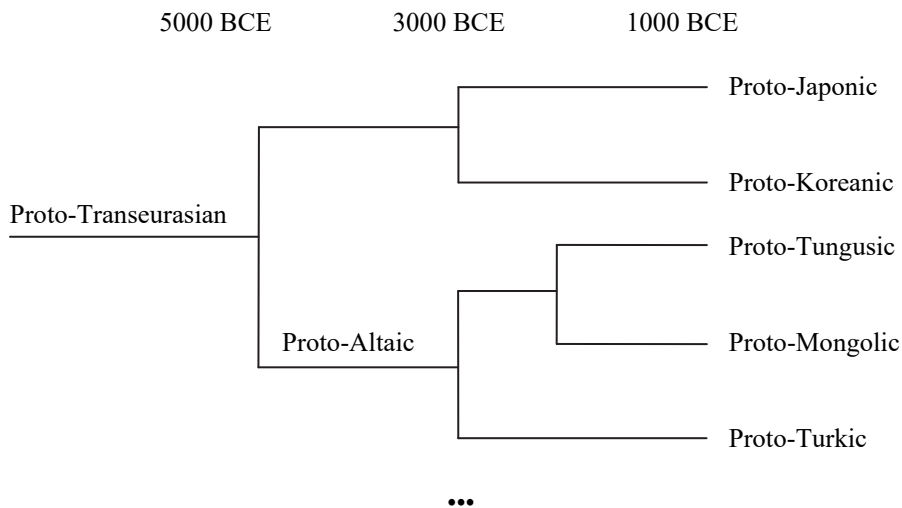 5000 BCE 3000 BCE 1000 BCE
Proto-Japonic
Proto-Koreanic
Proto-Transeurasian
Proto-Tungusic
Proto-Altaic
Proto-Mongolic
Proto-Turkic
...